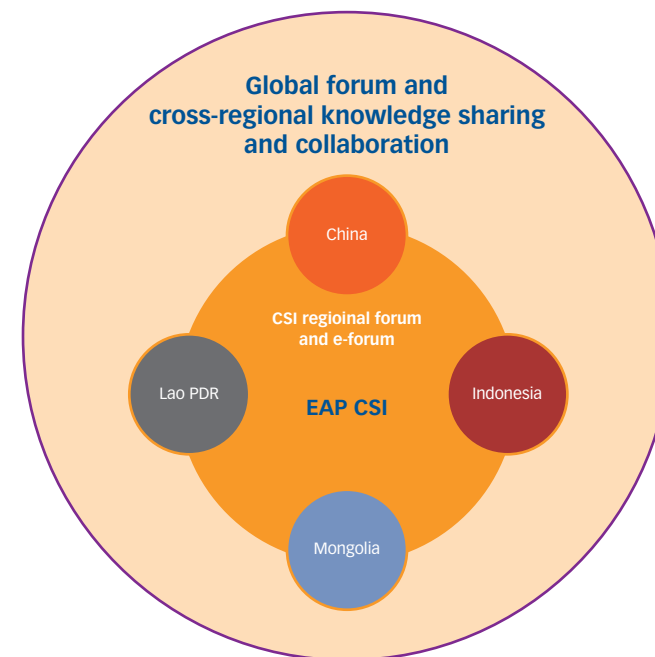 Global forum and
cross-regional knowledge sharing
and collaboration
China
CSI regioinal forum
and e-forum
Lao PDR
EAP CSI
Indonesia
Mongolia